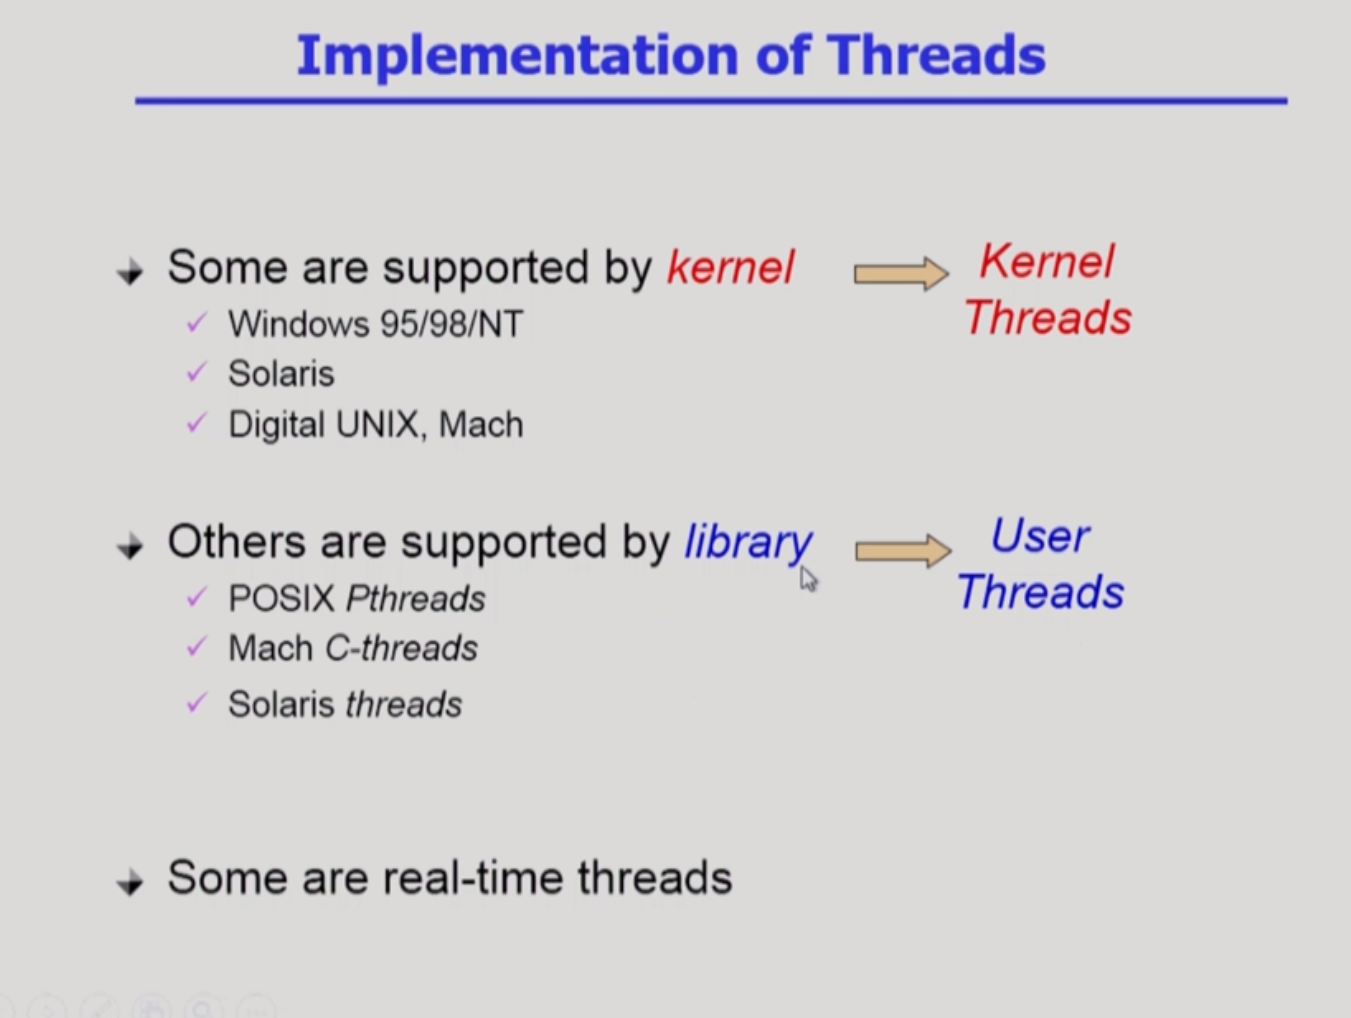 Implementation of Threads
Some are supported by kernel
Kernel
Threads
Windows 95/98/NT
Solaris
Digital UNIX, Mach
Others are supported by library
User
Threads
POSIX Pthreads
Mach C-threads
Solaris threads
Some are real-time threads